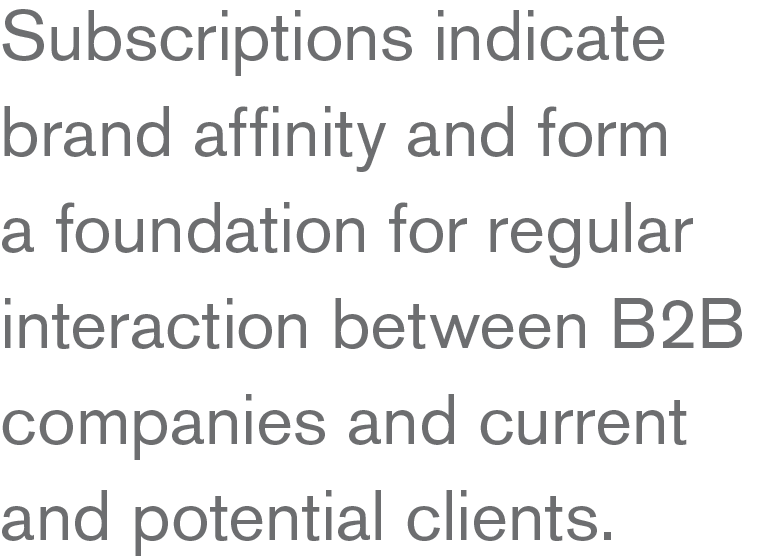 Subscriptions indicate
brand affinity and form
a foundation for regular
interaction between B2B
companies and current
and potential clients.